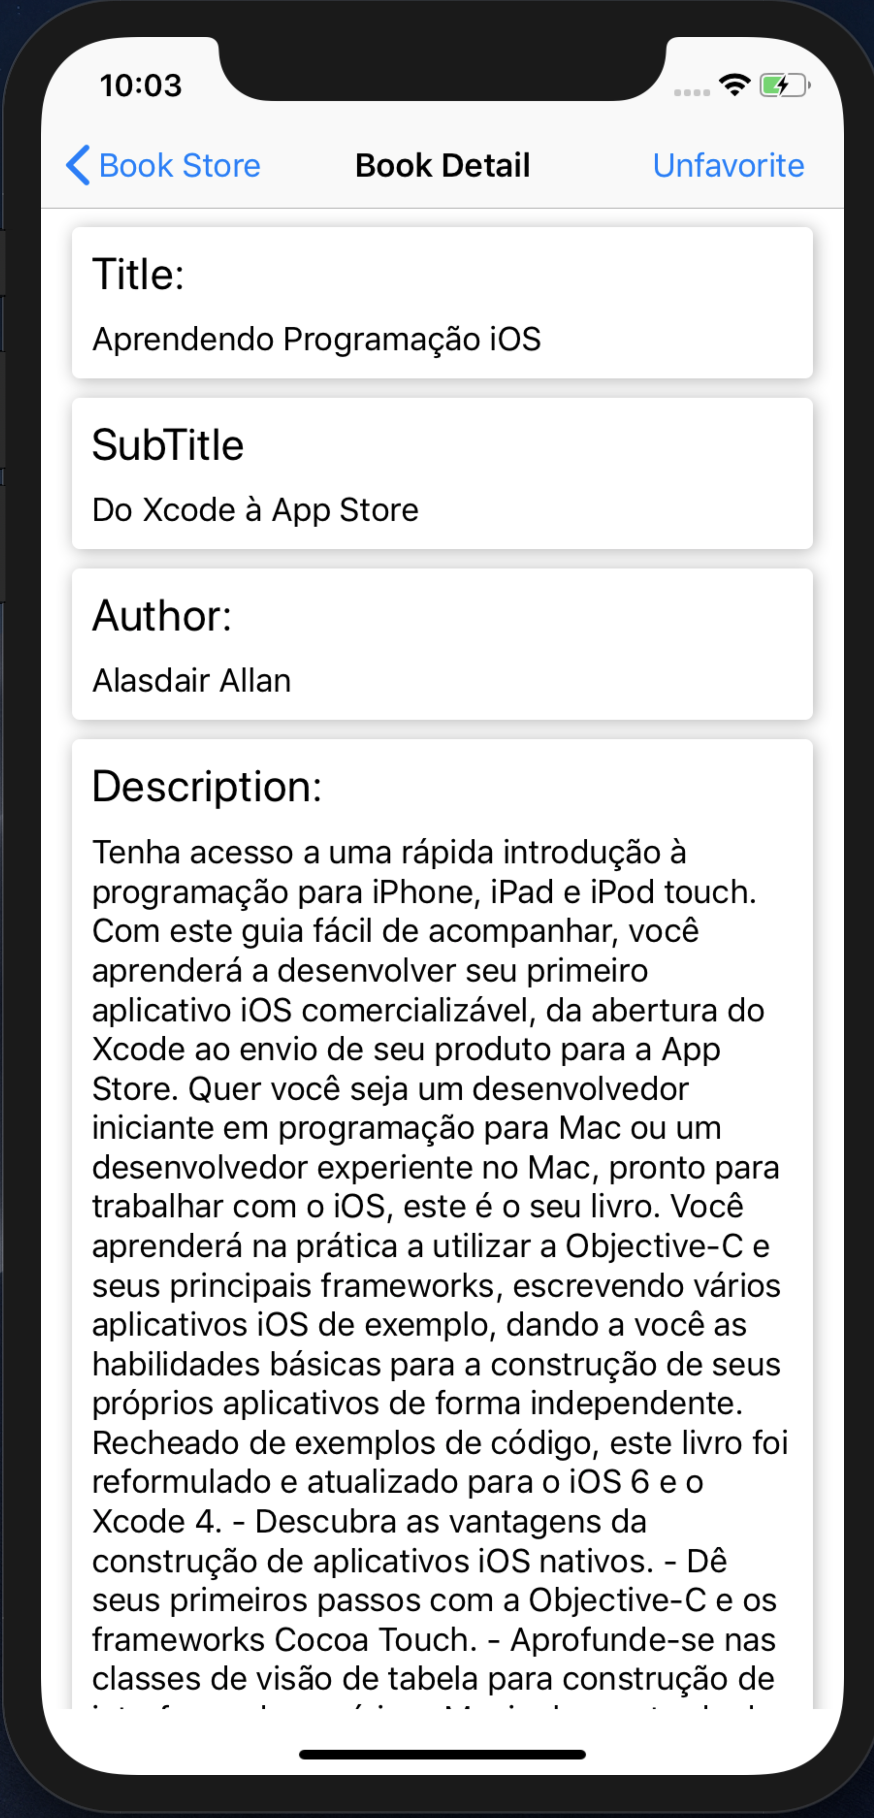 10:03
Book Store
Book Detail
Unfavorite
Title:
Aprendendo Programação iOS
SubTitle
Do Xcode à App Store
Author:
Alasdair Allan
Description:
Tenha acesso a uma rápida introdução à
programação para iPhone, iPad e iPod touch.
Com este guia fácil de acompanhar, você
aprenderá a desenvolver seu primeiro
aplicativo iOS comercializável, da abertura do
Xcode ao envio de seu produto para a App
Store. Quer você seja um desenvolvedor
iniciante em programação para Mac ou um
desenvolvedor experiente no Mac, pronto para
trabalhar com o iOS, este é o seu livro. Você
aprenderá na prática a utilizar a Objective-C e
seus principais frameworks, escrevendo vários
aplicativos iOS de exemplo, dando a você as
habilidades básicas para a construção de seus
próprios aplicativos de forma independente.
Recheado de exemplos de código, este livro foi
reformulado e atualizado para o iOS 6 e o
Xcode 4. - Descubra as vantagens da
construção de aplicativos iOS nativos. - Dê
seus primeiros passos com a Objective-C e os
frameworks Cocoa Touch. - Aprofunde-se nas
classes de visão de tabela para construção de